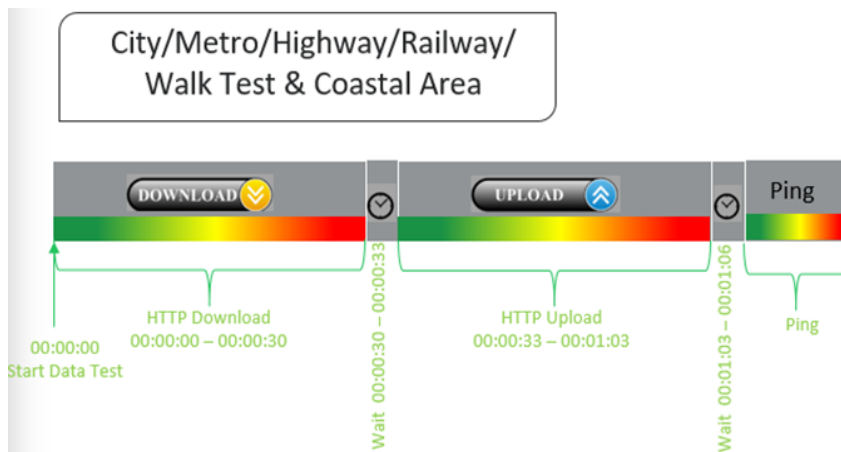 City/Metro/Highway/Railway/
Walk Test & Coastal Area
DOWNLOAD
UPLOAD
Ping
HTTP Download
00:00:00 – 00:00:30
00:00:00
Start Data Test
Wait 00:00:30 – 00:00:33
HTTP Upload
00:00:33 – 00:01:03
Wait 00:01:03 – 00:01:06
Ping